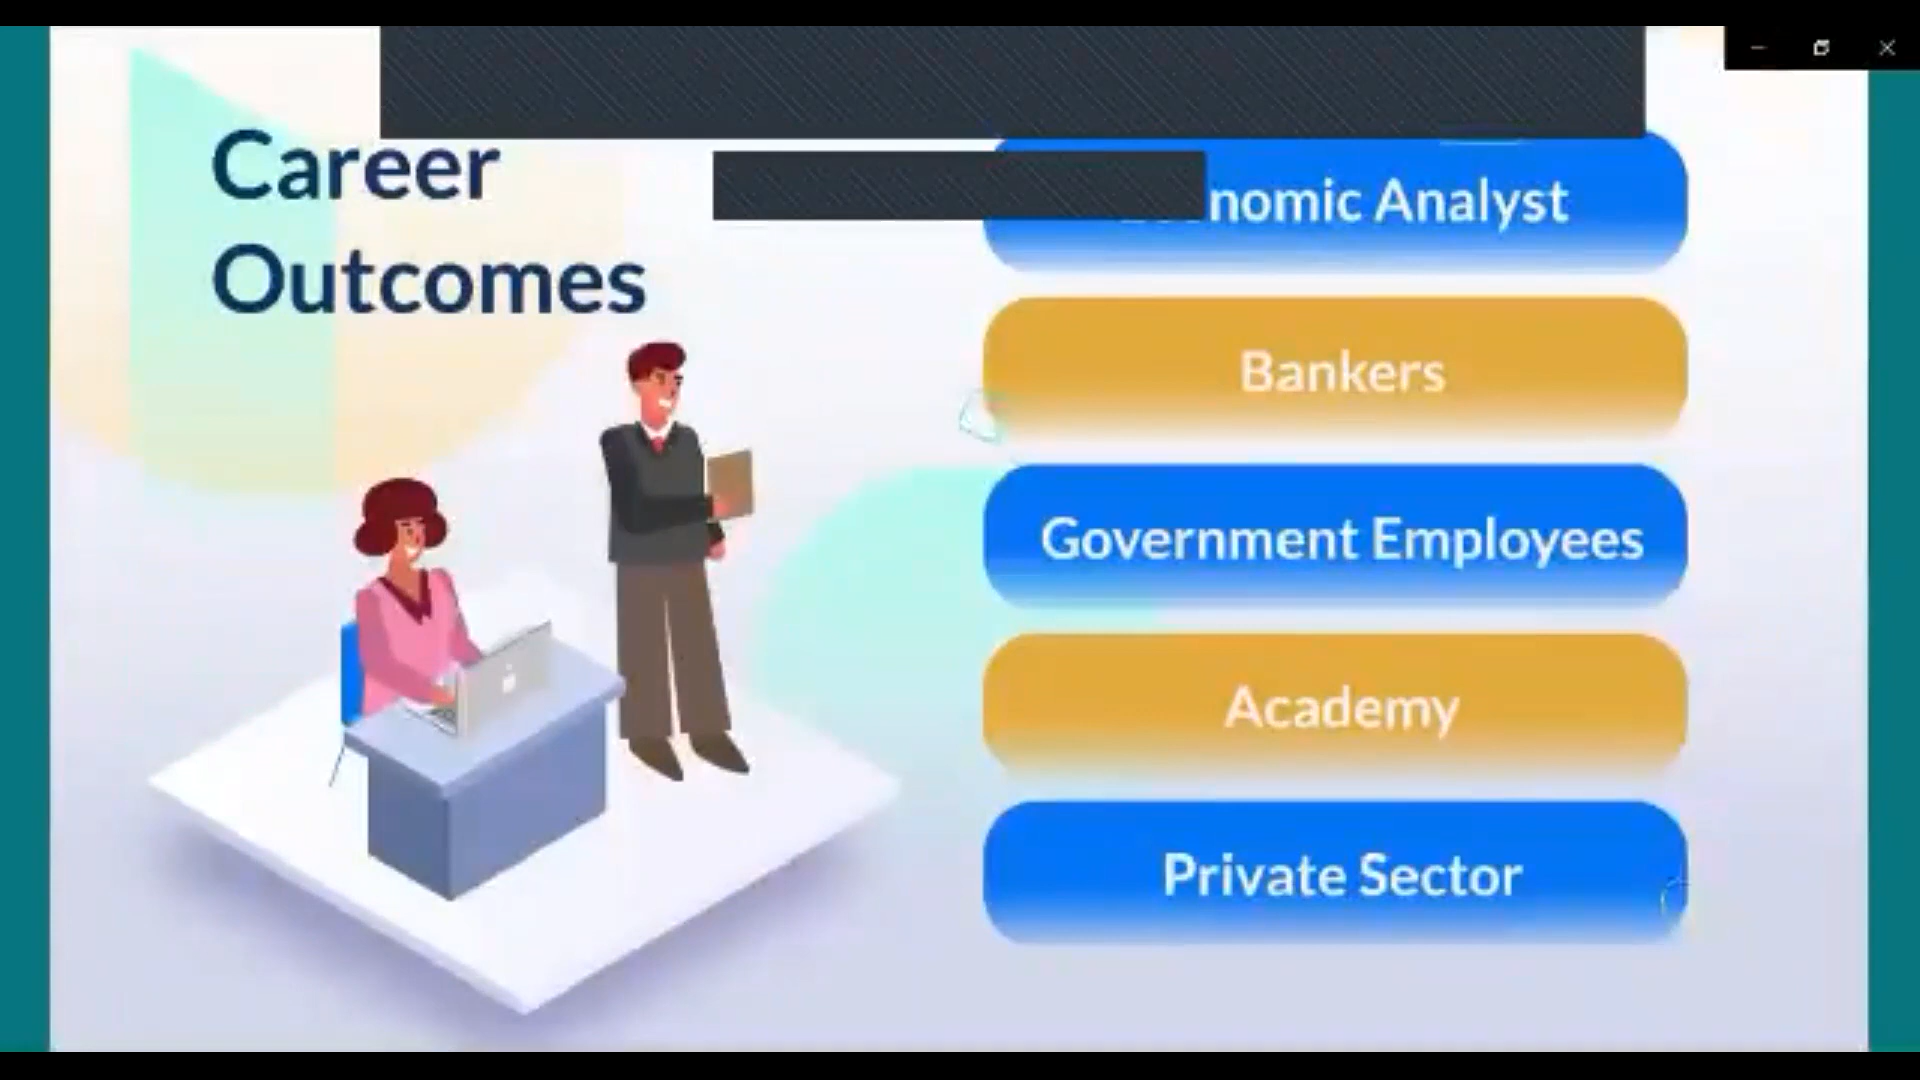 Career
Outcomes
nomic Analyst
Bankers
Government Employees
Academy
Private Sector